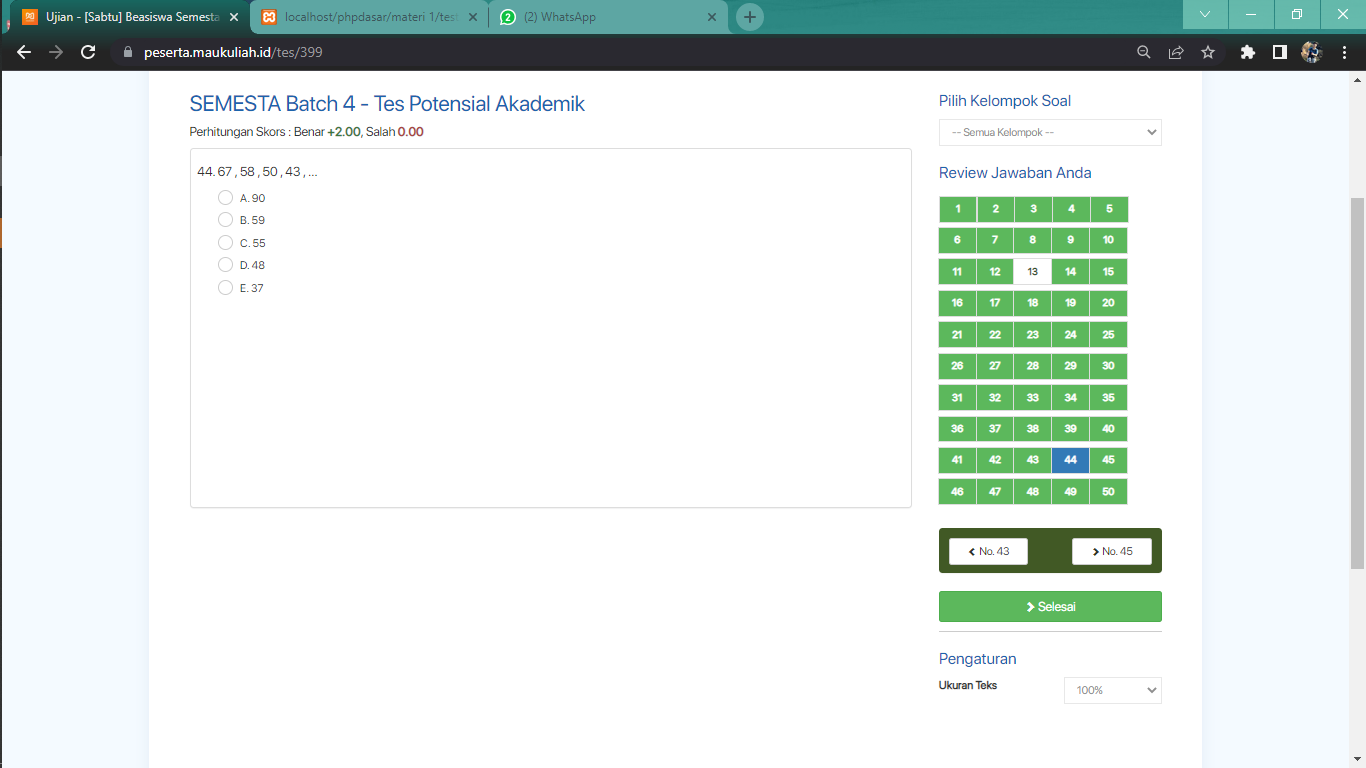 Ujian - [Sabtu] Beasiswa Semesta
localhost/phpdasar/materi 1/test
2
(2) WhatsApp
peserta.maukuliah.id/tes/399
SEMESTA Batch 4 - Tes Potensial Akademik
Perhitungan Skors : Benar +2.00, Salah 0.00
44. 67 , 58 , 50 , 43 , ...
A. 90
B. 59
C. 55
D. 48
E. 37
Pilih Kelompok Soal
-- Semua Kelompok --
Review Jawaban Anda
1 2 3 4 5
6 7 8 9 10
11 12 13 14 15
16 17 18 19 20
21 22 23 24 25
26 27 28 29 30
31 32 33 34 35
36 37 38 39 40
41 42 43 44 45
46 47 48 49 50
No. 43
No. 45
Selesai
Pengaturan
Ukuran Teks
100%